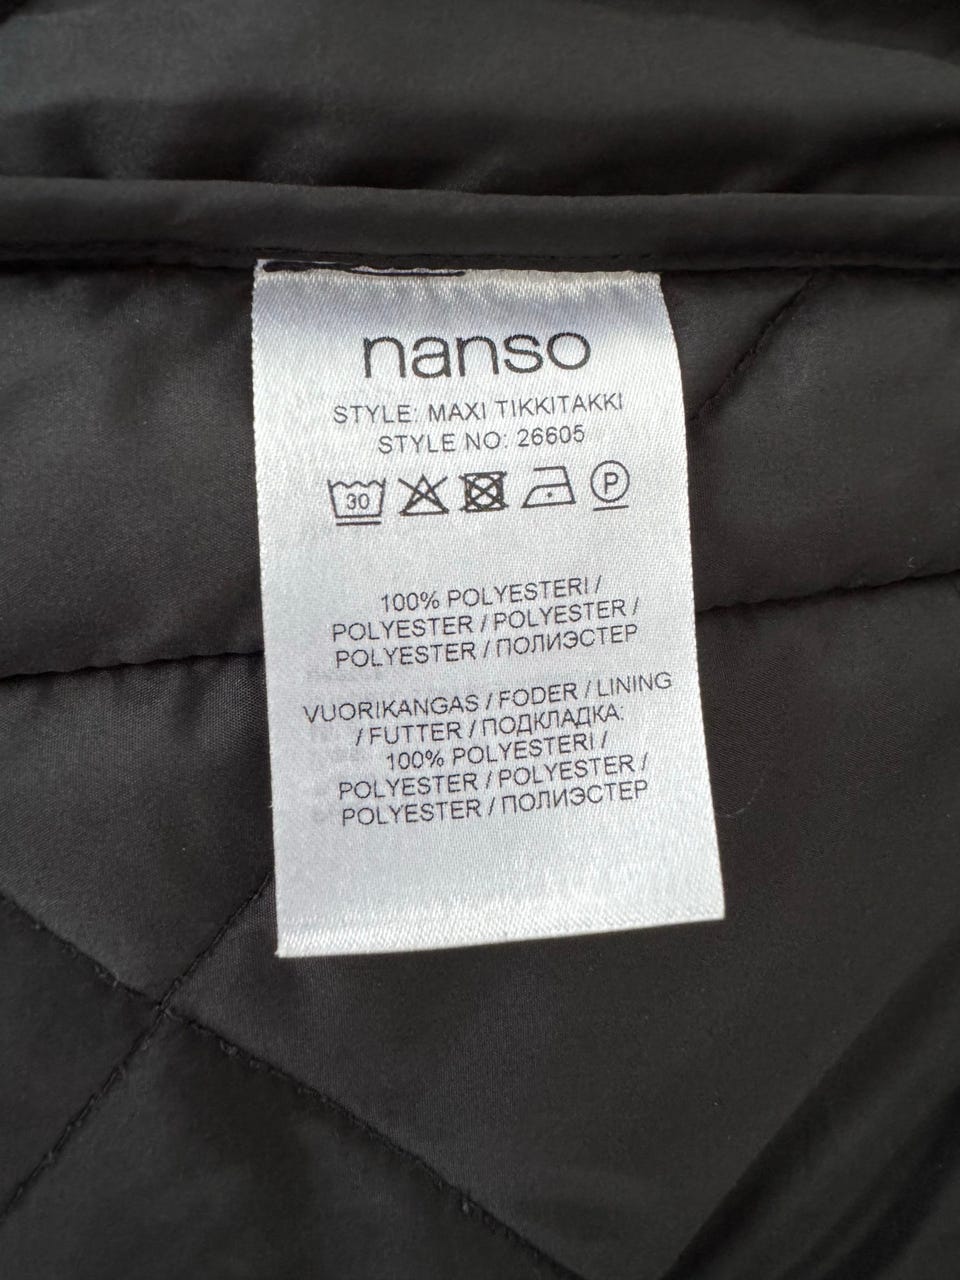 nanso
STYLE: MAXI TIKKITAKKI
STYLE NO: 26605
30 P
100% POLYESTERI /
POLYESTER / POLYESTER /
POLYESTER / ПОЛИЭСТЕР
VUORIKANGAS / FODER / LINING
/ FUTTER / ПОДКЛАДКА:
100% POLYESTERI /
POLYESTER / POLYESTER /
POLYESTER / ПОЛИЭСТЕР